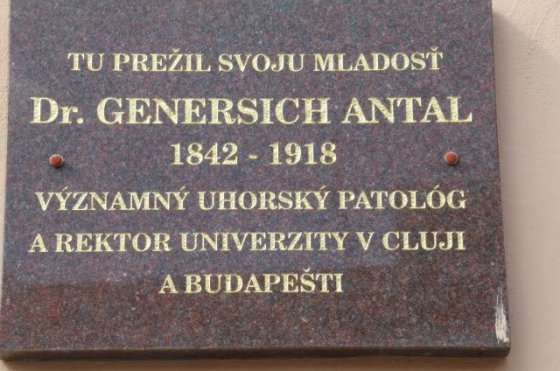 TU PREŽIL SVOJU MLADOSŤ
Dr. GENERSICH ANTAL
1842 - 1918
VÝZNAMNÝ UHORSKÝ PATOLÓG
A REKTOR UNIVERZITY V CLUJI
A BUDAPEŠTI